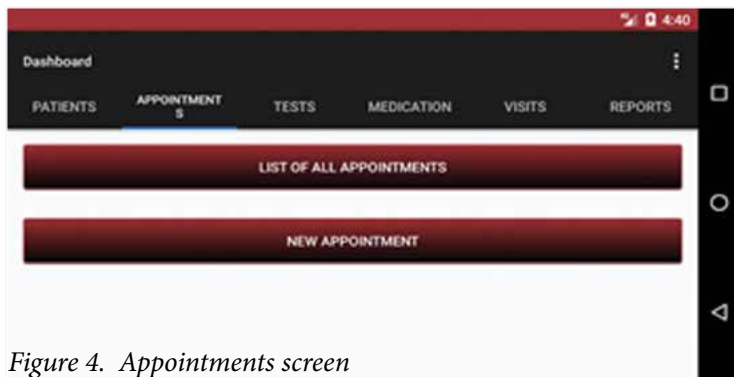 4:40
Dashboard
PATIENTS APPOINTMENT
S TESTS MEDICATION VISITS REPORTS
LIST OF ALL APPOINTMENTS
NEW APPOINTMENT
Figure 4. Appointments screen